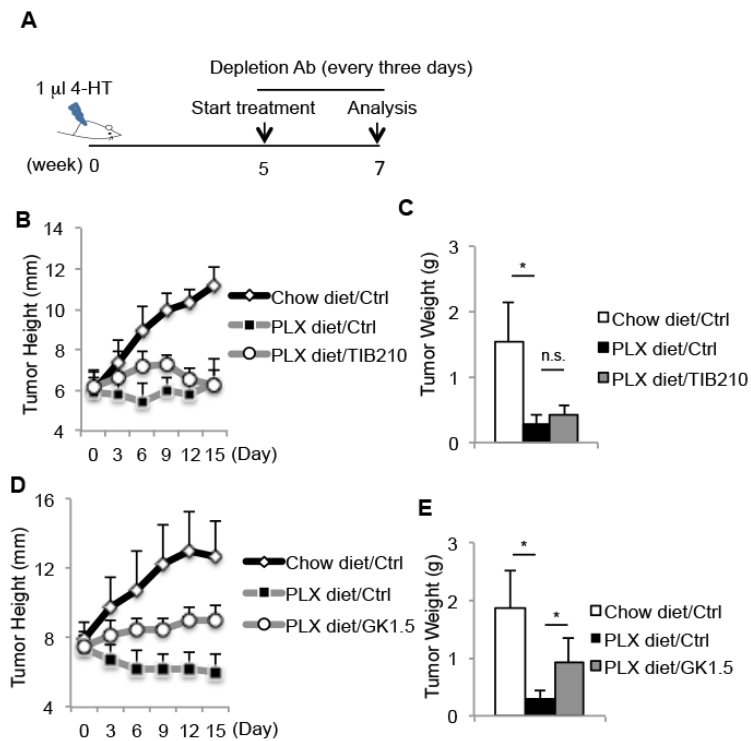 A
Depletion Ab (every three days)
1 µl 4-HT
Start treatment
Analysis
(week) 0
5
7
B
Tumor Height (mm)
14
12
10
8
6
4
0 3 6 9 12 15 (Day)
Chow diet/Ctrl
PLX diet/Ctrl
PLX diet/TIB210
C
Tumor Weight (g)
3
2
1
0
*
n.s.
Chow diet/Ctrl
PLX diet/Ctrl
PLX diet/TIB210
D
Tumor Height (mm)
16
12
8
4
0 3 6 9 12 15 (Day)
Chow diet/Ctrl
PLX diet/Ctrl
PLX diet/GK1.5
E
Tumor Weight (g)
3
2
1
0
*
*
Chow diet/Ctrl
PLX diet/Ctrl
PLX diet/GK1.5